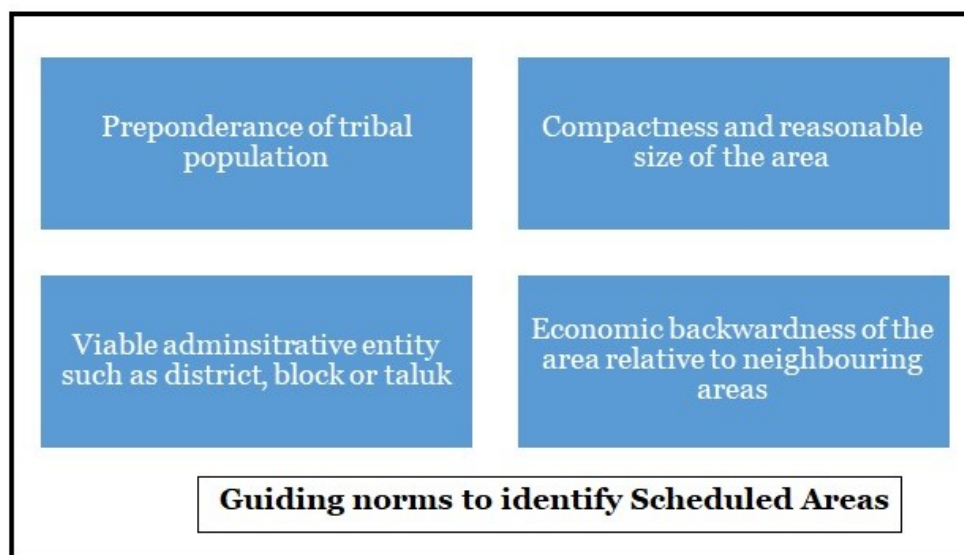 Preponderance of tribal
population
Compactness and reasonable
size of the area
Viable adminsitrative entity
such as district, block or taluk
Economic backwardness of the
area relative to neighbouring
areas
Guiding norms to identify Scheduled Areas